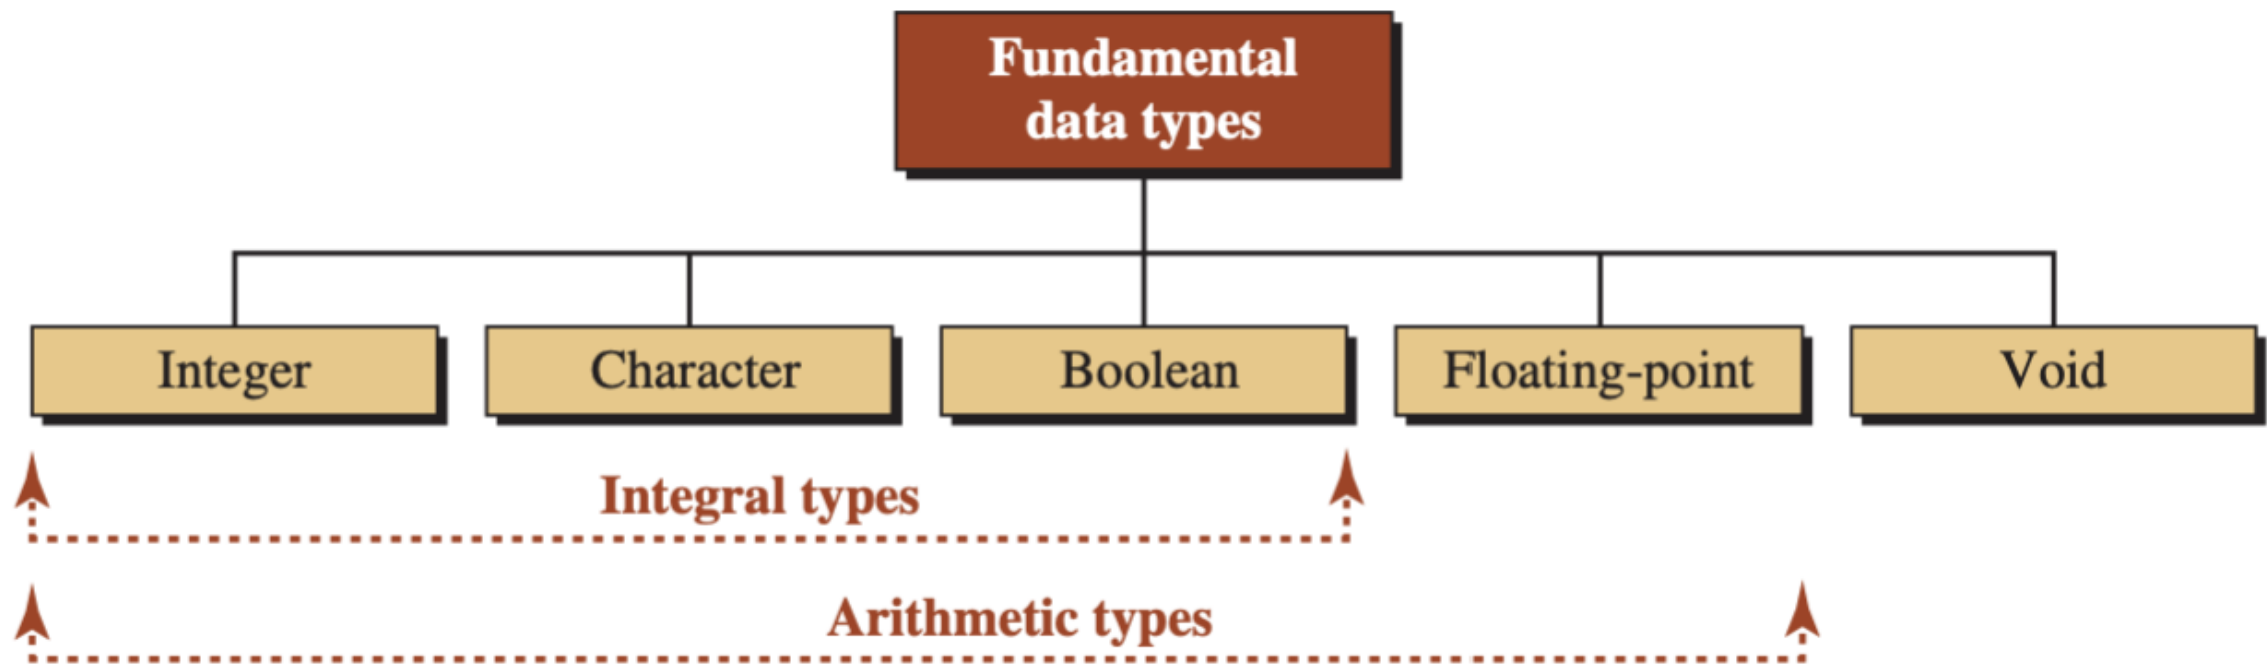 Fundamental
data types
Integer
Character
Boolean
Floating-point
Void
Integral types
Arithmetic types